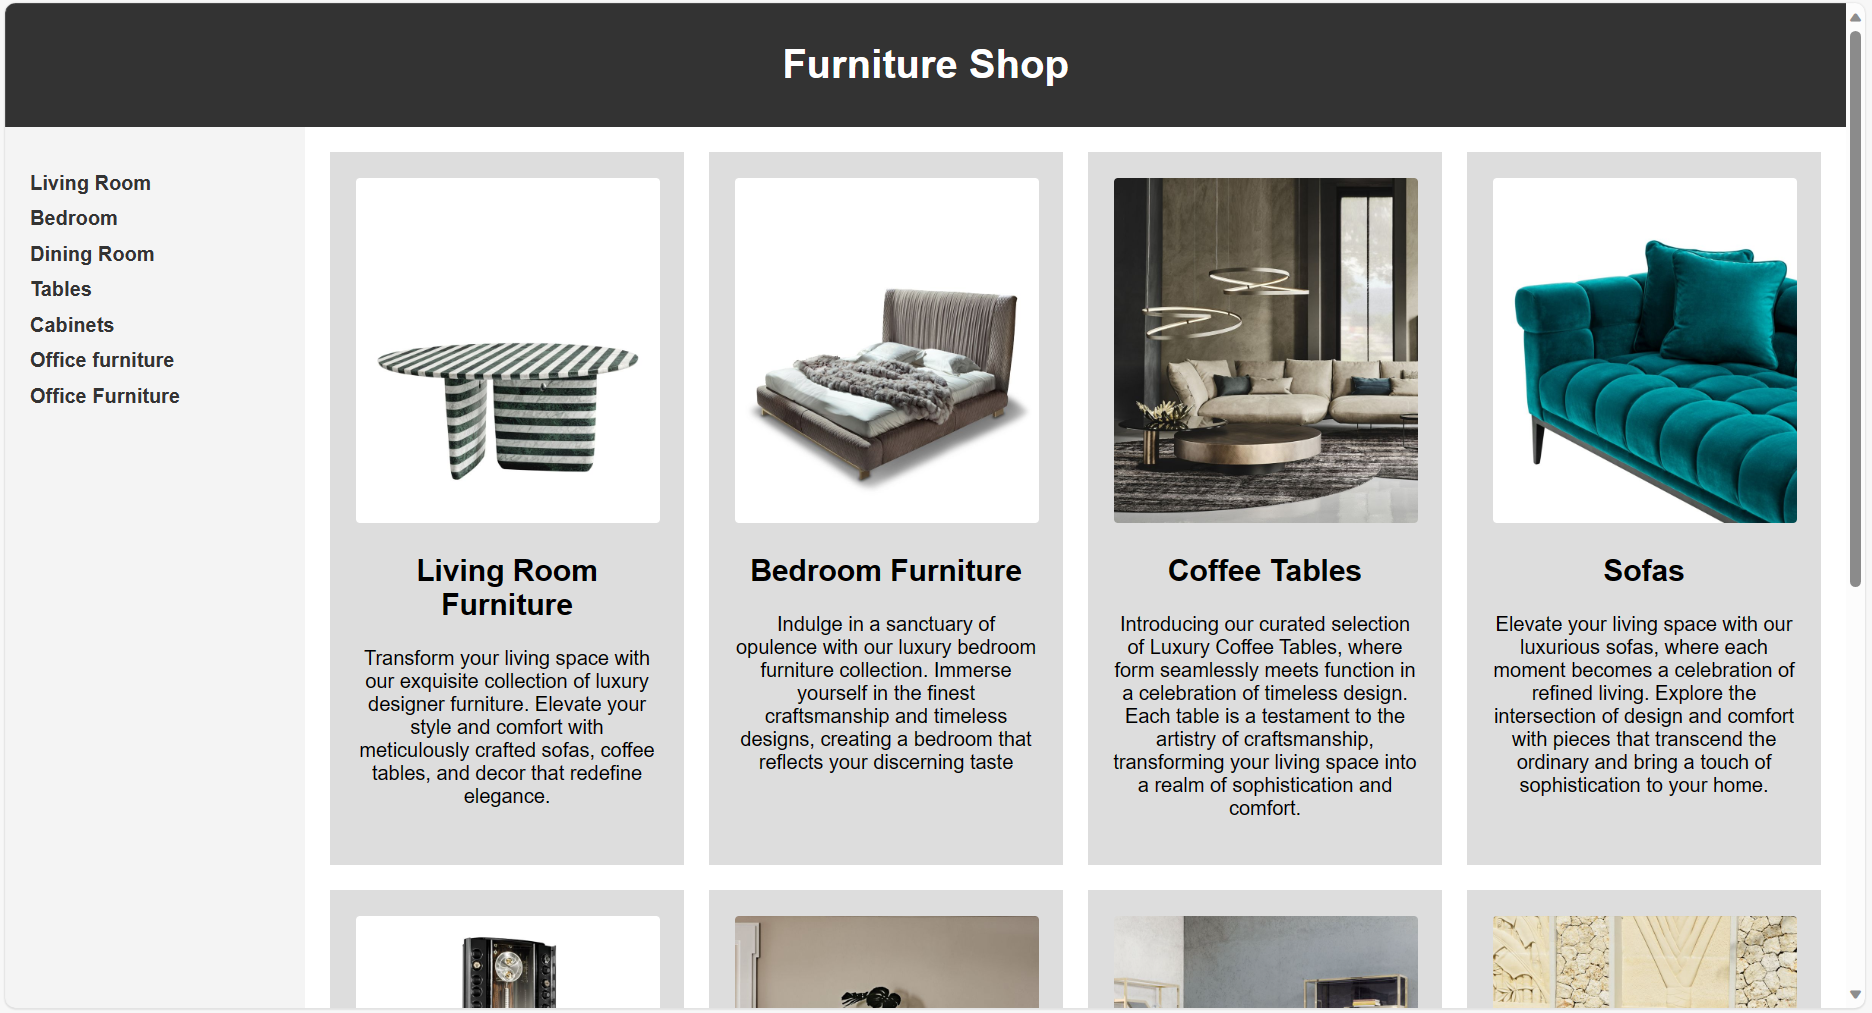 Furniture Shop
Living Room
Bedroom
Dining Room
Tables
Cabinets
Office furniture
Office Furniture
Living Room
Furniture
Transform your living space with
our exquisite collection of luxury
designer furniture. Elevate your
style and comfort with
meticulously crafted sofas, coffee
tables, and decor that redefine
elegance.
Bedroom Furniture
Indulge in a sanctuary of
opulence with our luxury bedroom
furniture collection. Immerse
yourself in the finest
craftsmanship and timeless
designs, creating a bedroom that
reflects your discerning taste
Coffee Tables
Introducing our curated selection
of Luxury Coffee Tables, where
form seamlessly meets function in
a celebration of timeless design.
Each table is a testament to the
artistry of craftsmanship,
transforming your living space into
a realm of sophistication and
comfort.
Sofas
Elevate your living space with our
luxurious sofas, where each
moment becomes a celebration of
refined living. Explore the
intersection of design and comfort
with pieces that transcend the
ordinary and bring a touch of
sophistication to your home.